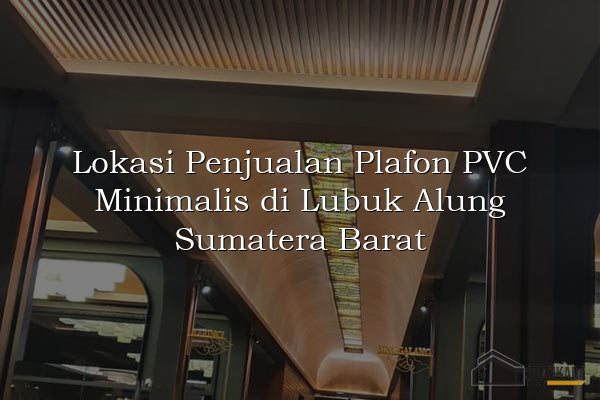 Lokasi Penjualan Plafon PVC
Minimalis di Lubuk Alung
Sumatera Barat